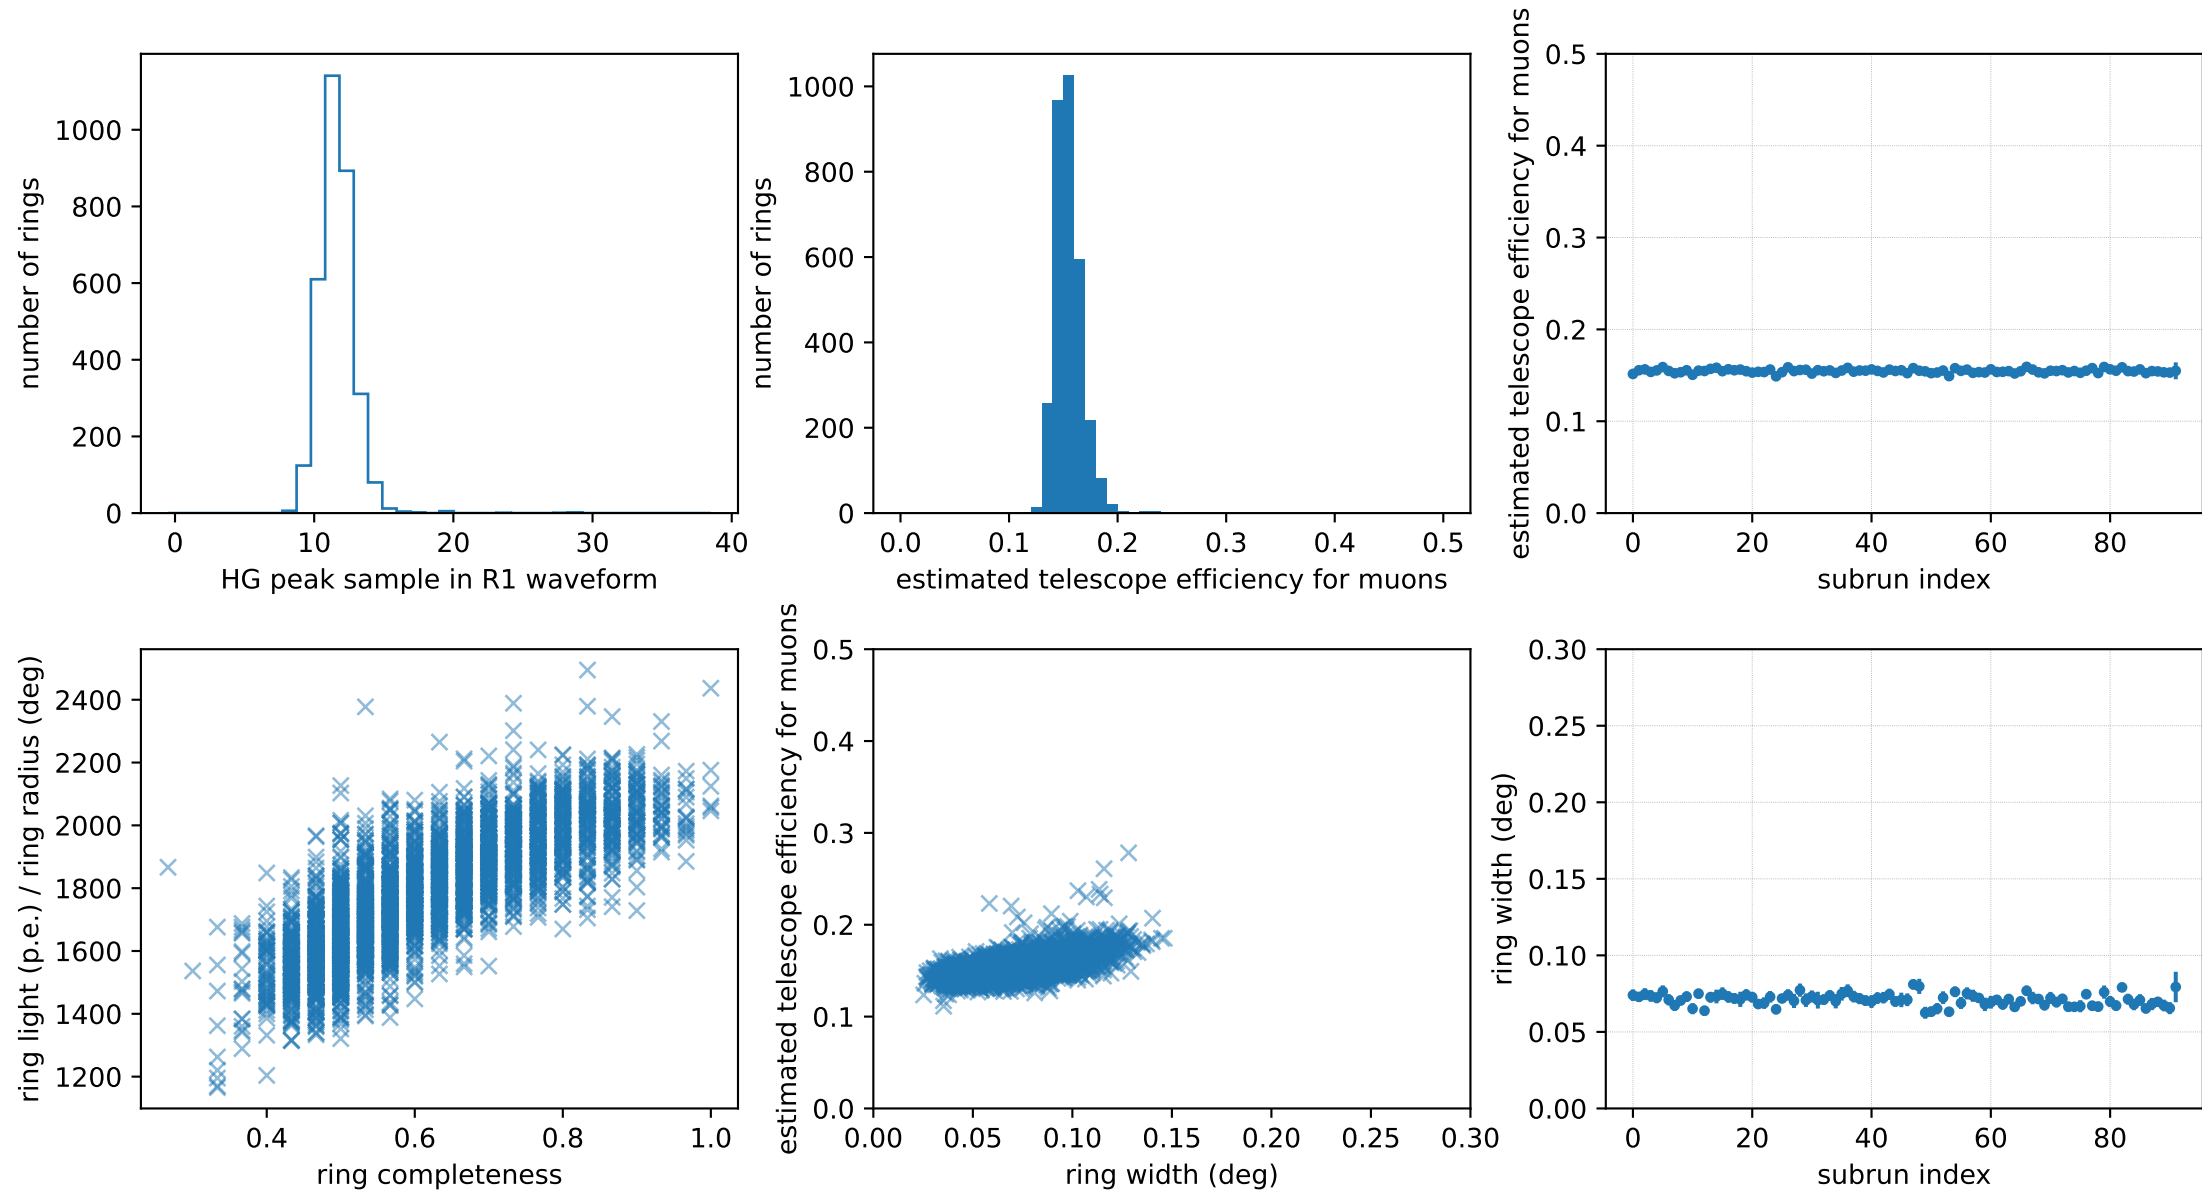 number of rings
1000
800
600
400
200
0
0 10 20 30 40
HG peak sample in R1 waveform
number of rings
1000
800
600
400
200
0
0.0 0.1 0.2 0.3 0.4 0.5
estimated telescope efficiency for muons
estimated telescope efficiency for muons
0.5
0.4
0.3
0.2
0.1
0.0
0 20 40 60 80
subrun index
ring light (p.e.) / ring radius (deg)
2400
2200
2000
1800
1600
1400
1200
0.4 0.6 0.8 1.0
ring completeness
estimated telescope efficiency for muons
0.5
0.4
0.3
0.2
0.1
0.0
0.00 0.05 0.10 0.15 0.20 0.25 0.30
ring width (deg)
ring width (deg)
0.30
0.25
0.20
0.15
0.10
0.05
0.00
0 20 40 60 80
subrun index